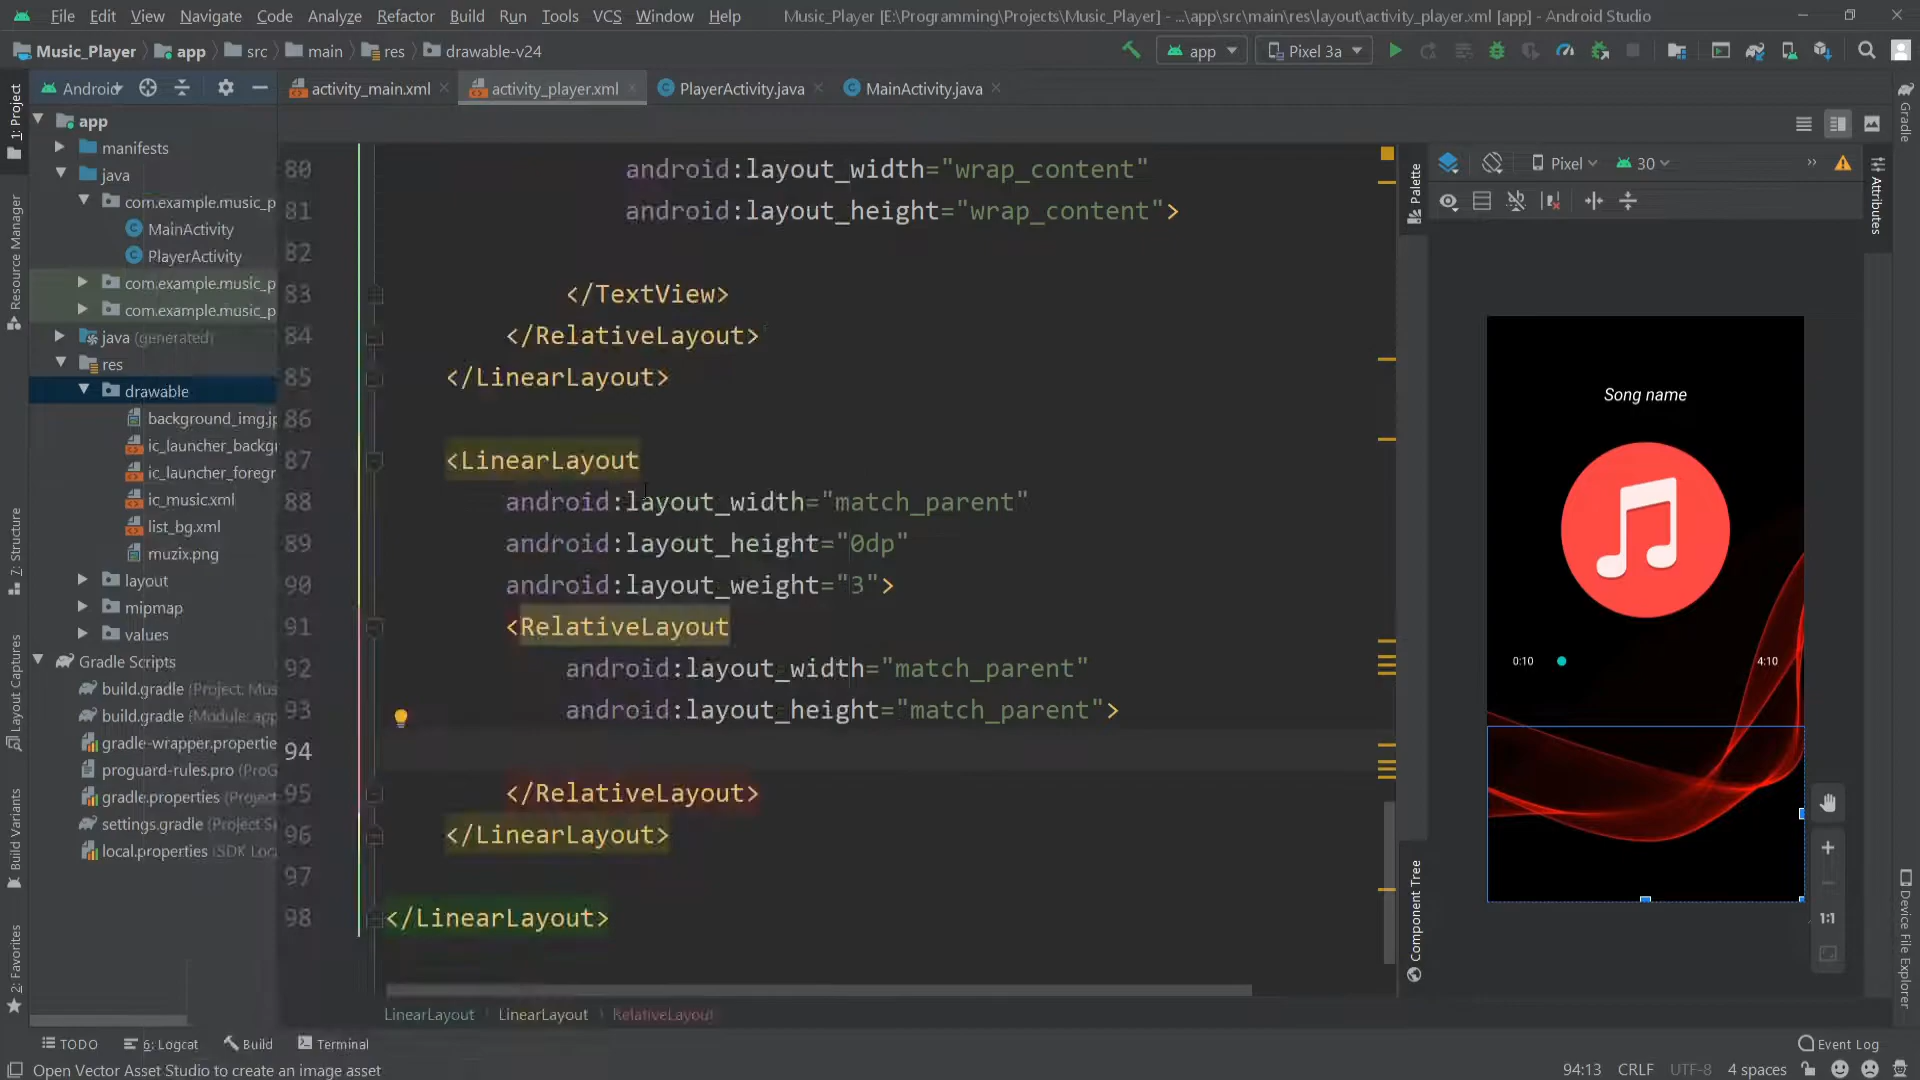 File Edit View Navigate Code Analyze Refactor Build Run Tools VCS Window Help Music_Player [E:\Programming\Projects\Music_Player] - ...\app\src\main\res\layout\activity_player.xml [app] - Android Studio
Music_Player app src main res drawable-v24 app Pixel 3a
Android activity_main.xml activity_player.xml PlayerActivity.java MainActivity.java
1: Project
Resource Manager
7: Structure
Layout Captures
Build Variants
2: Favorites
app
manifests
java
com.example.music_p
MainActivity
PlayerActivity
com.example.music_p
com.example.music_p
java (generated)
res
drawable
background_img.jp
ic_launcher_backgr
ic_launcher_foregr
ic_music.xml
list_bg.xml
muzix.png
layout
mipmap
values
Gradle Scripts
build.gradle (Project: Mus
build.gradle (Module: app
gradle-wrapper.propertie
proguard-rules.pro (ProG
gradle.properties (Project
settings.gradle (Project Se
local.properties (SDK Loc
80 android:layout_width="wrap_content"
81 android:layout_height="wrap_content">
82
83 </TextView>
84 </RelativeLayout>
85 </LinearLayout>
86
87 <LinearLayout
88 android:layout_width="match_parent"
89 android:layout_height="0dp"
90 android:layout_weight="3">
91 <RelativeLayout
92 android:layout_width="match_parent"
93 android:layout_height="match_parent">
94
95 </RelativeLayout>
96 </LinearLayout>
97
98 </LinearLayout>
LinearLayout LinearLayout RelativeLayout
Palette
Component Tree
Pixel 30
Song name
0:10 4:10
1:1
Gradle
Attributes
Device File Explorer
TODO 6: Logcat Build Terminal Event Log
Open Vector Asset Studio to create an image asset 94:13 CRLF UTF-8 4 spaces